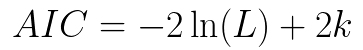 AIC = −2 ln(L) + 2k